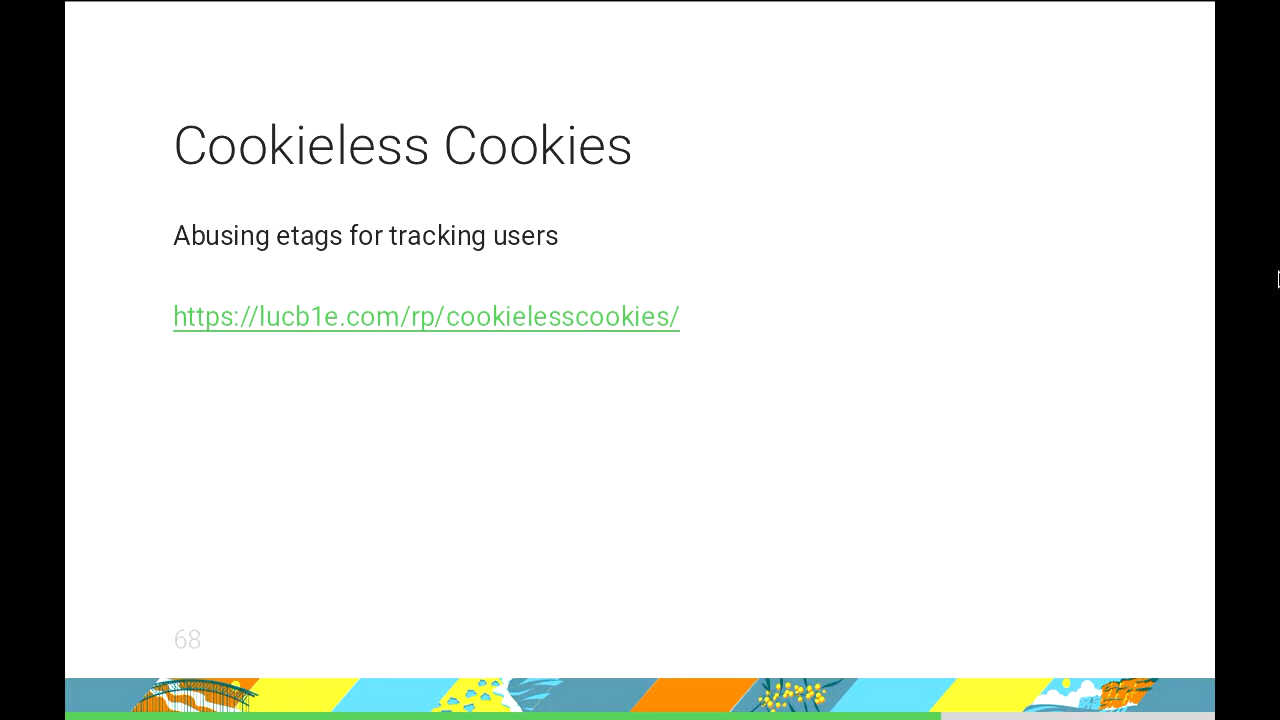 Cookieless Cookies
Abusing etags for tracking users
https://lucb1e.com/rp/cookielesscookies/
68